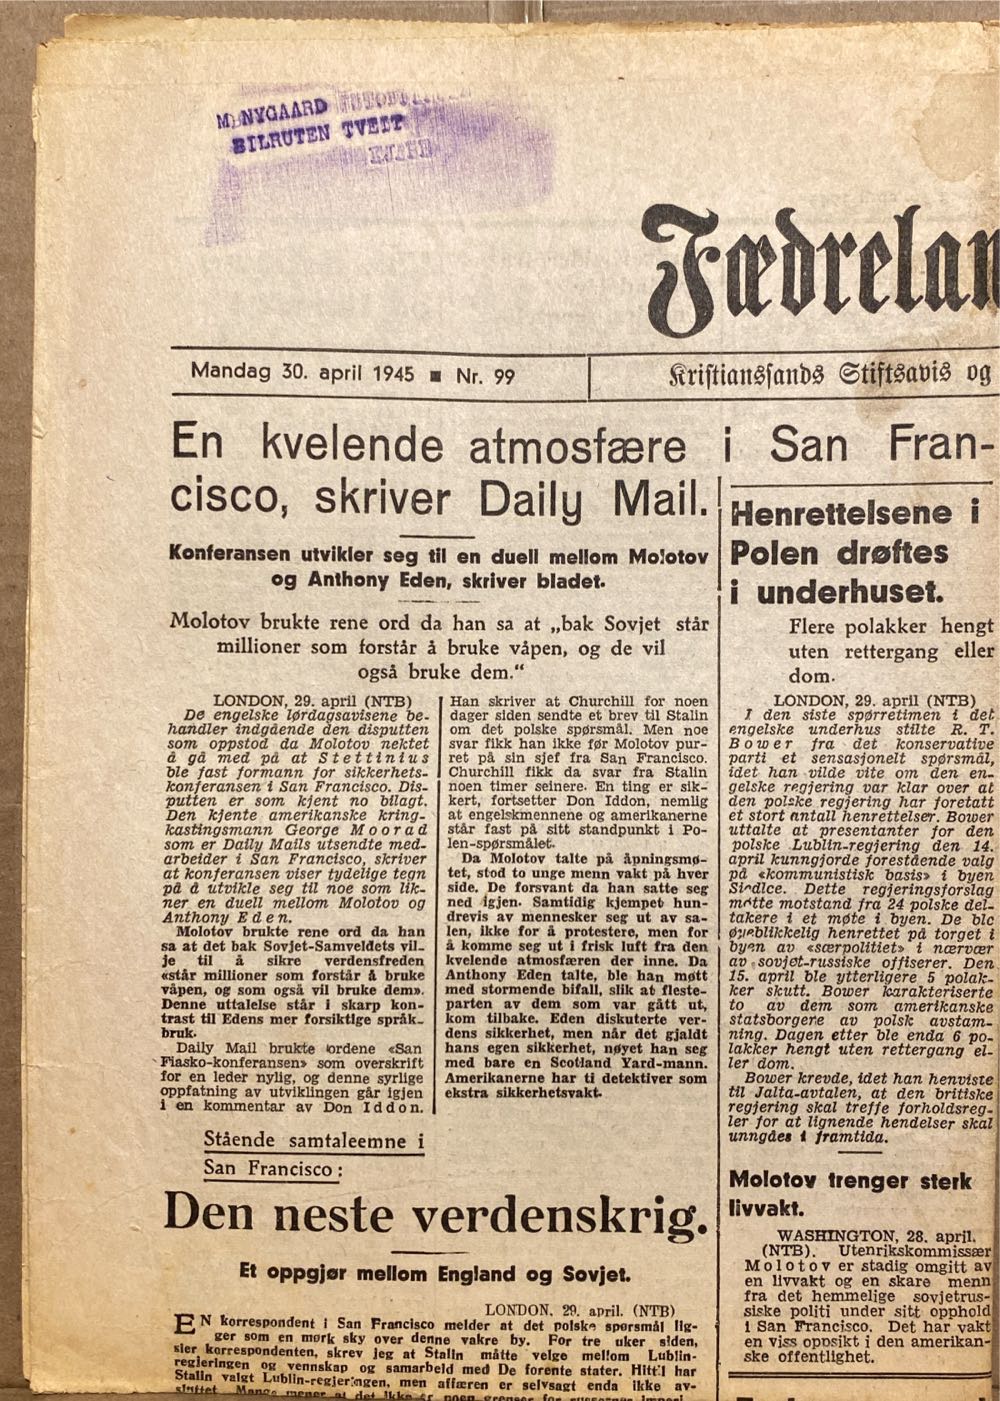 M. NYGAARD
BILRUTEN TVEIT
Fædrelan
Mandag 30. april 1945 ■ Nr. 99
Kristianssands Stiftsavis og
En kvelende atmosfære i San Fran-
cisco, skriver Daily Mail.
Konferansen utvikler seg til en duell mellom Molotov
og Anthony Eden, skriver bladet.
Molotov brukte rene ord da han sa at „bak Sovjet står
millioner som forstår å bruke våpen, og de vil
også bruke dem.“
LONDON, 29. april (NTB)
De engelske lørdagsavisene be-
handler indgående den disputten
som oppstod da Molotov nektet
å gå med på at Stettinius
ble fast formann for sikkerhets-
konferansen i San Francisco. Dis-
putten er som kjent no bilagt.
Den kjente amerikanske kring-
kastingsmann George Moorad
som er Daily Mails utsendte med-
arbeider i San Francisco, skriver
at konferansen viser tydelige tegn
på å utvikle seg til noe som lik-
ner en duell mellom Molotov og
Anthony Eden.
Molotov brukte rene ord da han
sa at det bak Sovjet-Samveldets vil-
je til å sikre verdensfreden
«står millioner som forstår å bruke
våpen, og som også vil bruke dem».
Denne uttalelse står i skarp kon-
trast til Edens mer forsiktige språk-
bruk.
Daily Mail brukte ordene «San
Fiasko-konferansen» som overskrift
for en leder nylig, og denne syrlige
oppfatning av utviklingen går igjen
i en kommentar av Don Iddon.
Han skriver at Churchill for noen
dager siden sendte et brev til Stalin
om det polske spørsmål. Men noe
svar fikk han ikke før Molotov pur-
ret på sin sjef fra San Francisco.
Churchill fikk da svar fra Stalin
noen timer seinere. En ting er sik-
kert, fortsetter Don Iddon, nemlig
at engelskmennene og amerikanerne
står fast på sitt standpunkt i Po-
len-spørsmålet.
Da Molotov talte på åpningsmø-
tet, stod to unge menn vakt på hver
side. De forsvant da han satte seg
ned igjen. Samtidig kjempet hun-
drevis av mennesker seg ut av sa-
len, ikke for å protestere, men for
å komme seg ut i frisk luft fra den
kvelende atmosfæren der inne. Da
Anthony Eden talte, ble han møtt
med stormende bifall, slik at fleste-
parten av dem som var gått ut,
kom tilbake. Eden diskuterte ver-
dens sikkerhet, men når det gjaldt
hans egen sikkerhet, nøyet han seg
med bare en Scotland Yard-mann.
Amerikanerne har ti detektiver som
ekstra sikkerhetsvakt.
Henrettelsene i
Polen drøftes
i underhuset.
Flere polakker hengt
uten rettergang eller
dom.
LONDON, 29. april (NTB)
I den siste spørretimen i det
engelske underhus stilte R. T.
Bower fra det konservative
parti et sensasjonelt spørsmål,
idet han vilde vite om den en-
gelske regjering var klar over at
den polske regjering har foretatt
et stort antall henrettelser. Bower
uttalte at presentanter for den
polske Lublin-regjering den 14.
april kunngjorde forestående valg
på «kommunistisk basis» i byen
Siedlce. Dette regjeringsforslag
møtte motstand fra 24 polske del-
takere i et møte i byen. De ble
øyeblikkelig henrettet på torget i
byen av «særpolitiet» i nærvær
av sovjet-russiske offiserer. Den
15. april ble ytterligere 5 polak-
ker skutt. Bower karakteriserte
to av dem som amerikanske
statsborgere av polsk avstam-
ning. Dagen etter ble enda 6 po-
lakker hengt uten rettergang el-
ler dom.
Bower krevde, idet han henviste
til Jalta-avtalen, at den britiske
regjering skal treffe forholdsreg-
ler for at lignende hendelser skal
unngåes i framtida.
Molotov trenger sterk
livvakt.
WASHINGTON, 28. april.
(NTB). Utenrikskommissær
Molotov er stadig omgitt av
en livvakt og en skare menn
fra det hemmelige sovjetrus-
siske politi under sitt opphold
i San Francisco. Det har vakt
en viss oppsikt i den amerikan-
ske offentlighet.
Stående samtaleemne i
San Francisco:
Den neste verdenskrig.
Et oppgjør mellom England og Sovjet.
LONDON. 29. april. (NTB)
EN korrespondent i San Francisco melder at det polske spørsmål lig-
ger som en mørk sky over denne vakre by. For tre uker siden,
sier korrespondenten, skrev jeg at Stalin måtte velge mellom Lublin-
regjeringen og vennskap og samarbeid med De forente stater. Hittil har
Stalin valgt Lublin-regjeringen, men affæren er selvsagt enda ikke av-
sluttet. Mange mener at det ikke er noen grenser for